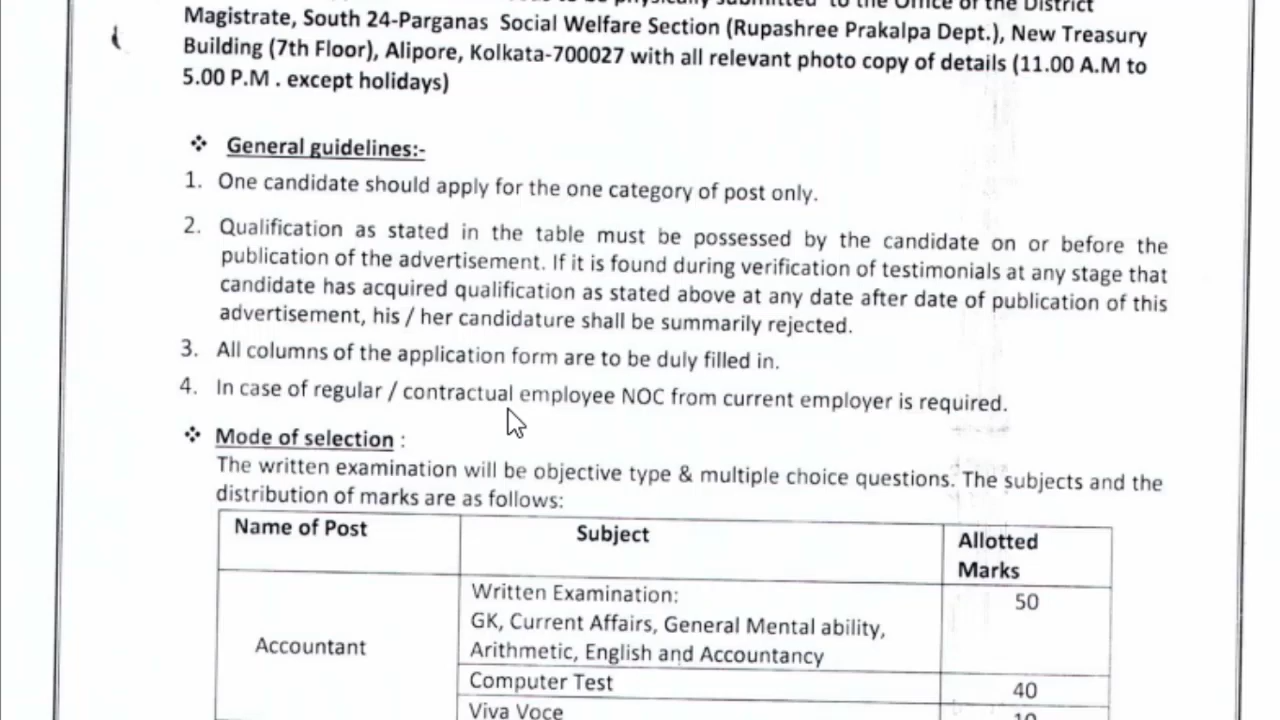 physically submitted to the Office of the District
Magistrate, South 24-Parganas Social Welfare Section (Rupashree Prakalpa Dept.), New Treasury
Building (7th Floor), Alipore, Kolkata-700027 with all relevant photo copy of details (11.00 A.M to
5.00 P.M . except holidays)
❖ General guidelines:-
1. One candidate should apply for the one category of post only.
2. Qualification as stated in the table must be possessed by the candidate on or before the
publication of the advertisement. If it is found during verification of testimonials at any stage that
candidate has acquired qualification as stated above at any date after date of publication of this
advertisement, his / her candidature shall be summarily rejected.
3. All columns of the application form are to be duly filled in.
4. In case of regular / contractual employee NOC from current employer is required.
❖ Mode of selection :
The written examination will be objective type & multiple choice questions. The subjects and the
distribution of marks are as follows:
Name of Post Subject Allotted
Marks
Written Examination: 50
GK, Current Affairs, General Mental ability,
Accountant Arithmetic, English and Accountancy
Computer Test 40
Viva Voce 10